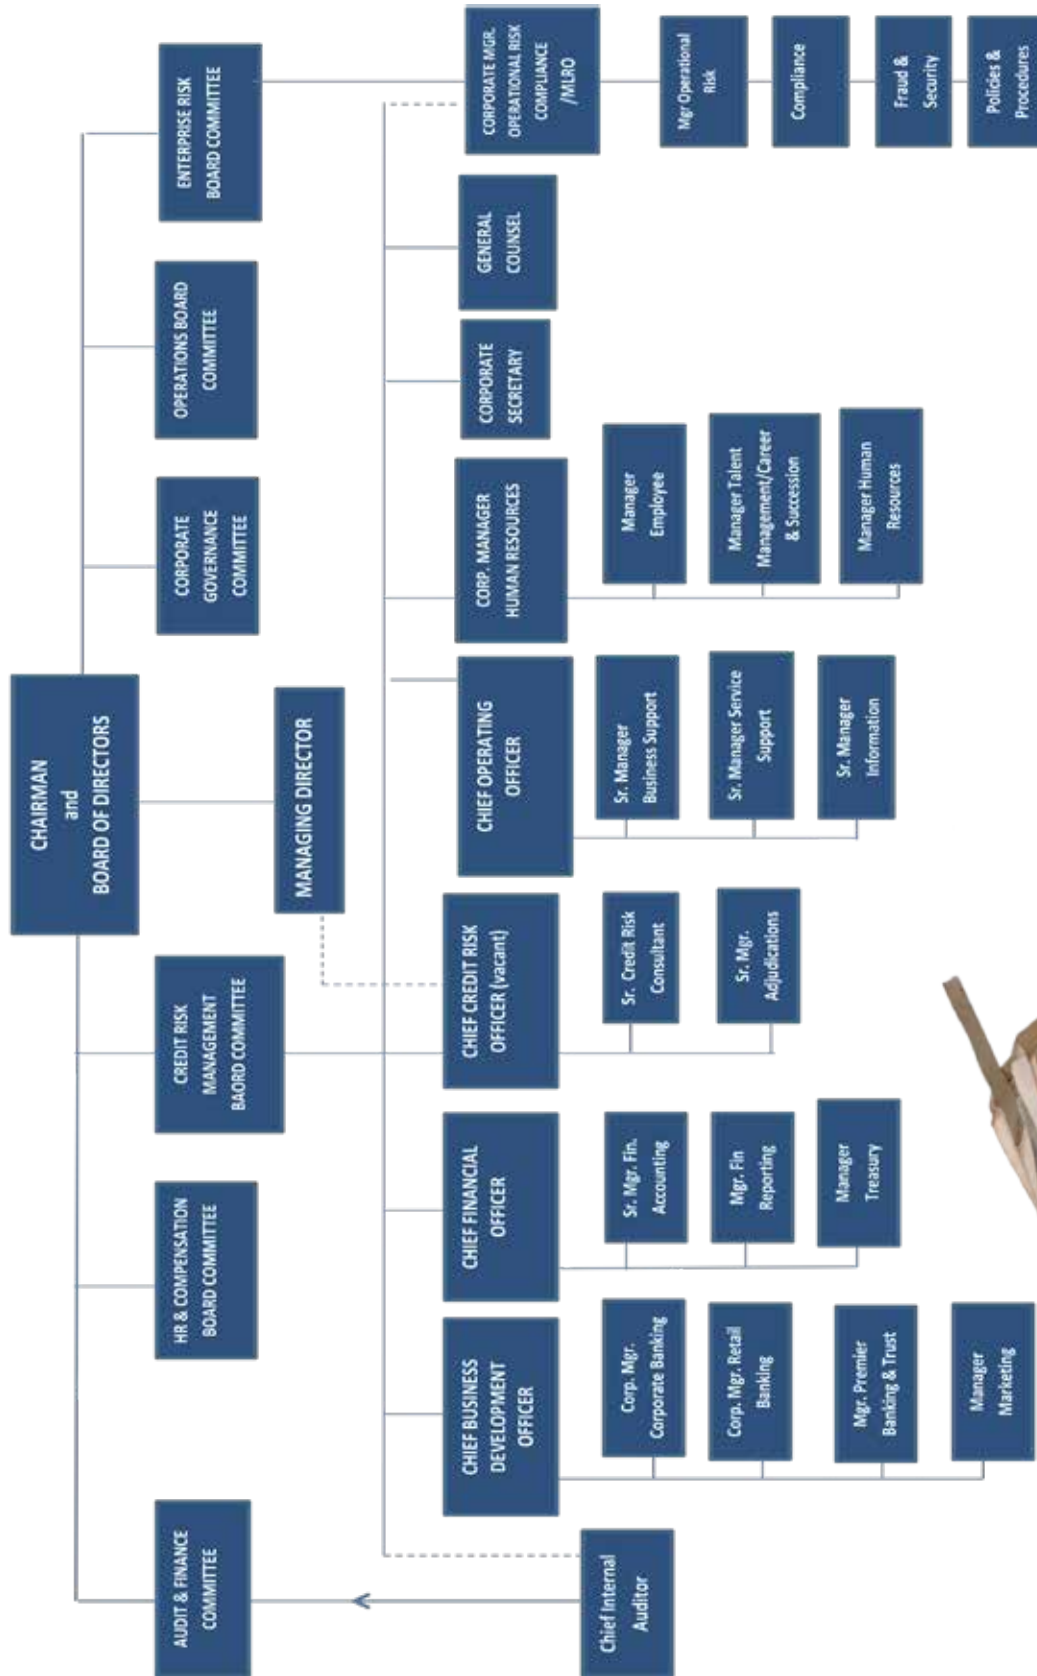 CHAIRMAN
and
BOARD OF DIRECTORS
AUDIT & FINANCE
COMMITTEE
HR & COMPENSATION
BOARD COMMITTEE
CREDIT RISK
MANAGEMENT
BAORD COMMITTEE
CORPORATE
GOVERNANCE
COMMITTEE
OPERATIONS BOARD
COMMITTEE
ENTERPRISE RISK
BOARD COMMITTEE
MANAGING DIRECTOR
CHIEF BUSINESS
DEVELOPMENT
OFFICER
CHIEF FINANCIAL
OFFICER
CHIEF CREDIT RISK
OFFICER (vacant)
CHIEF OPERATING
OFFICER
CORP. MANAGER
HUMAN RESOURCES
CORPORATE
SECRETARY
GENERAL
COUNSEL
CORPORATE MGR.
OPERATIONAL RISK
COMPLIANCE
/MLRO
Chief Internal
Auditor
Corp. Mgr.
Corporate Banking
Corp. Mgr. Retail
Banking
Mgr. Premier
Banking & Trust
Manager
Marketing
Sr. Mgr. Fin.
Accounting
Mgr. Fin
Reporting
Manager
Treasury
Sr. Credit Risk
Consultant
Sr. Mgr.
Adjudications
Sr. Manager
Business Support
Sr. Manager Service
Support
Sr. Manager
Information
Manager
Employee
Manager Talent
Management/Career
& Succession
Manager Human
Resources
Mgr Operational
Risk
Compliance
Fraud &
Security
Policies &
Procedures